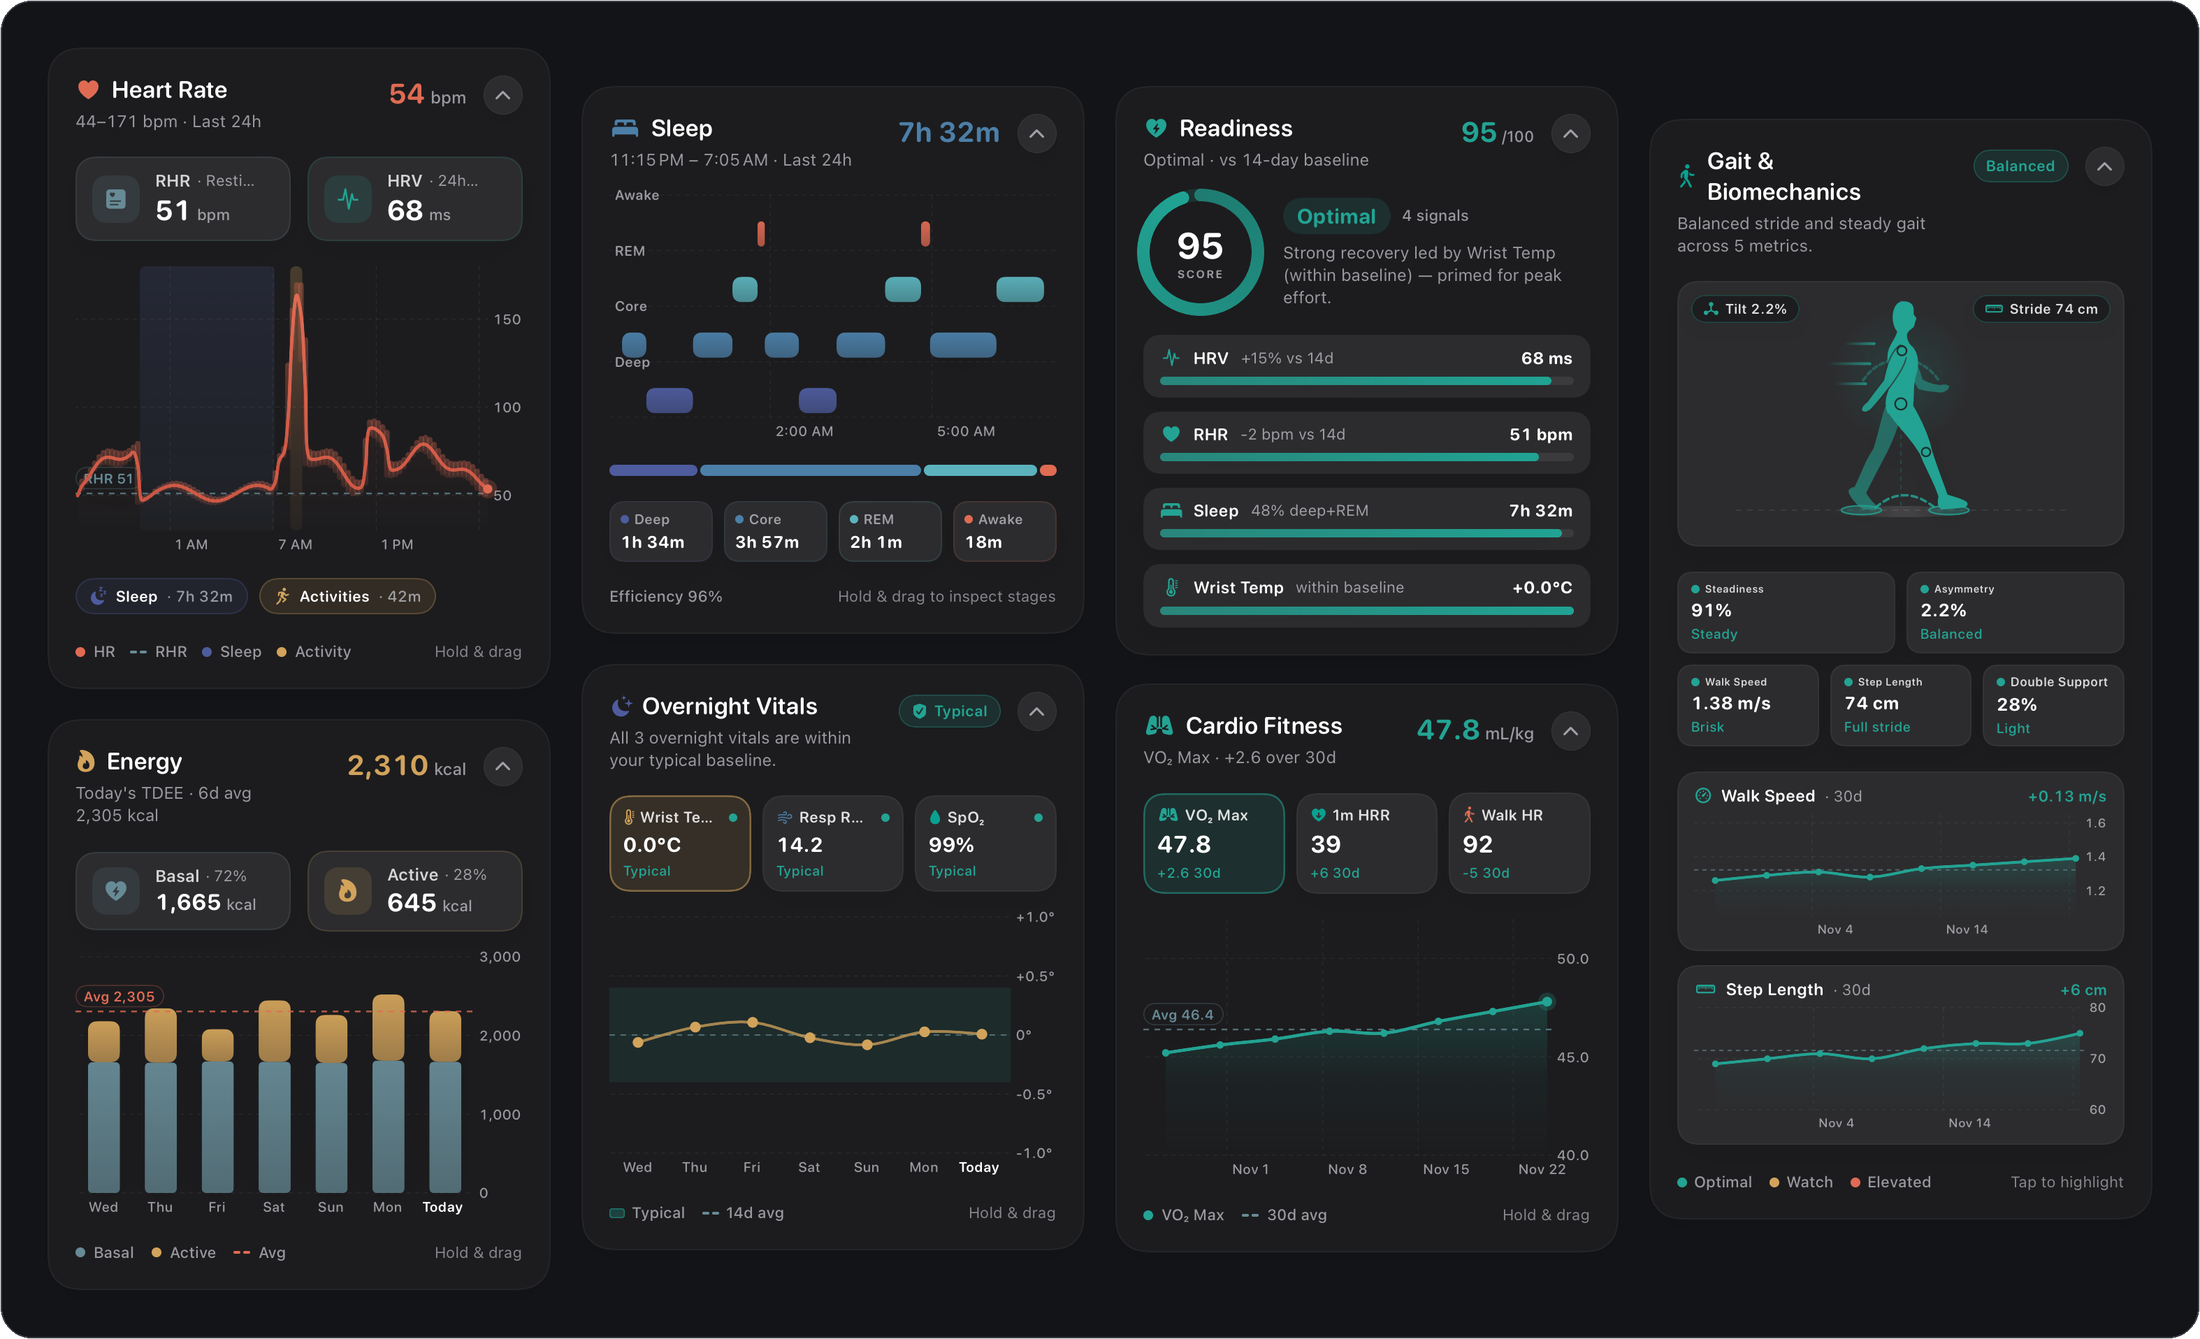 Heart Rate
54 bpm
44–171 bpm · Last 24h
RHR · Resti...
51 bpm
HRV · 24h...
68 ms
150
100
50
RHR 51
1 AM
7 AM
1 PM
Sleep · 7h 32m
Activities · 42m
HR
RHR
Sleep
Activity
Hold & drag
Energy
2,310 kcal
Today's TDEE · 6d avg
2,305 kcal
Basal · 72%
1,665 kcal
Active · 28%
645 kcal
3,000
Avg 2,305
2,000
1,000
0
Wed
Thu
Fri
Sat
Sun
Mon
Today
Basal
Active
Avg
Hold & drag
Sleep
7h 32m
11:15 PM – 7:05 AM · Last 24h
Awake
REM
Core
Deep
2:00 AM
5:00 AM
Deep
1h 34m
Core
3h 57m
REM
2h 1m
Awake
18m
Efficiency 96%
Hold & drag to inspect stages
Overnight Vitals
Typical
All 3 overnight vitals are within
your typical baseline.
Wrist Te...
0.0°C
Typical
Resp R...
14.2
Typical
SpO₂
99%
Typical
+1.0°
+0.5°
0°
-0.5°
-1.0°
Wed
Thu
Fri
Sat
Sun
Mon
Today
Typical
14d avg
Hold & drag
Readiness
95 /100
Optimal · vs 14-day baseline
95
SCORE
Optimal
4 signals
Strong recovery led by Wrist Temp
(within baseline) — primed for peak
effort.
HRV +15% vs 14d
68 ms
RHR -2 bpm vs 14d
51 bpm
Sleep 48% deep+REM
7h 32m
Wrist Temp within baseline
+0.0°C
Cardio Fitness
47.8 mL/kg
VO₂ Max · +2.6 over 30d
VO₂ Max
47.8
+2.6 30d
1m HRR
39
+6 30d
Walk HR
92
-5 30d
50.0
Avg 46.4
45.0
40.0
Nov 1
Nov 8
Nov 15
Nov 22
VO₂ Max
30d avg
Hold & drag
Gait &
Biomechanics
Balanced
Balanced stride and steady gait
across 5 metrics.
Tilt 2.2%
Stride 74 cm
Steadiness
91%
Steady
Asymmetry
2.2%
Balanced
Walk Speed
1.38 m/s
Brisk
Step Length
74 cm
Full stride
Double Support
28%
Light
Walk Speed · 30d
+0.13 m/s
1.6
1.4
1.2
Nov 4
Nov 14
Step Length · 30d
+6 cm
80
70
60
Nov 4
Nov 14
Optimal
Watch
Elevated
Tap to highlight